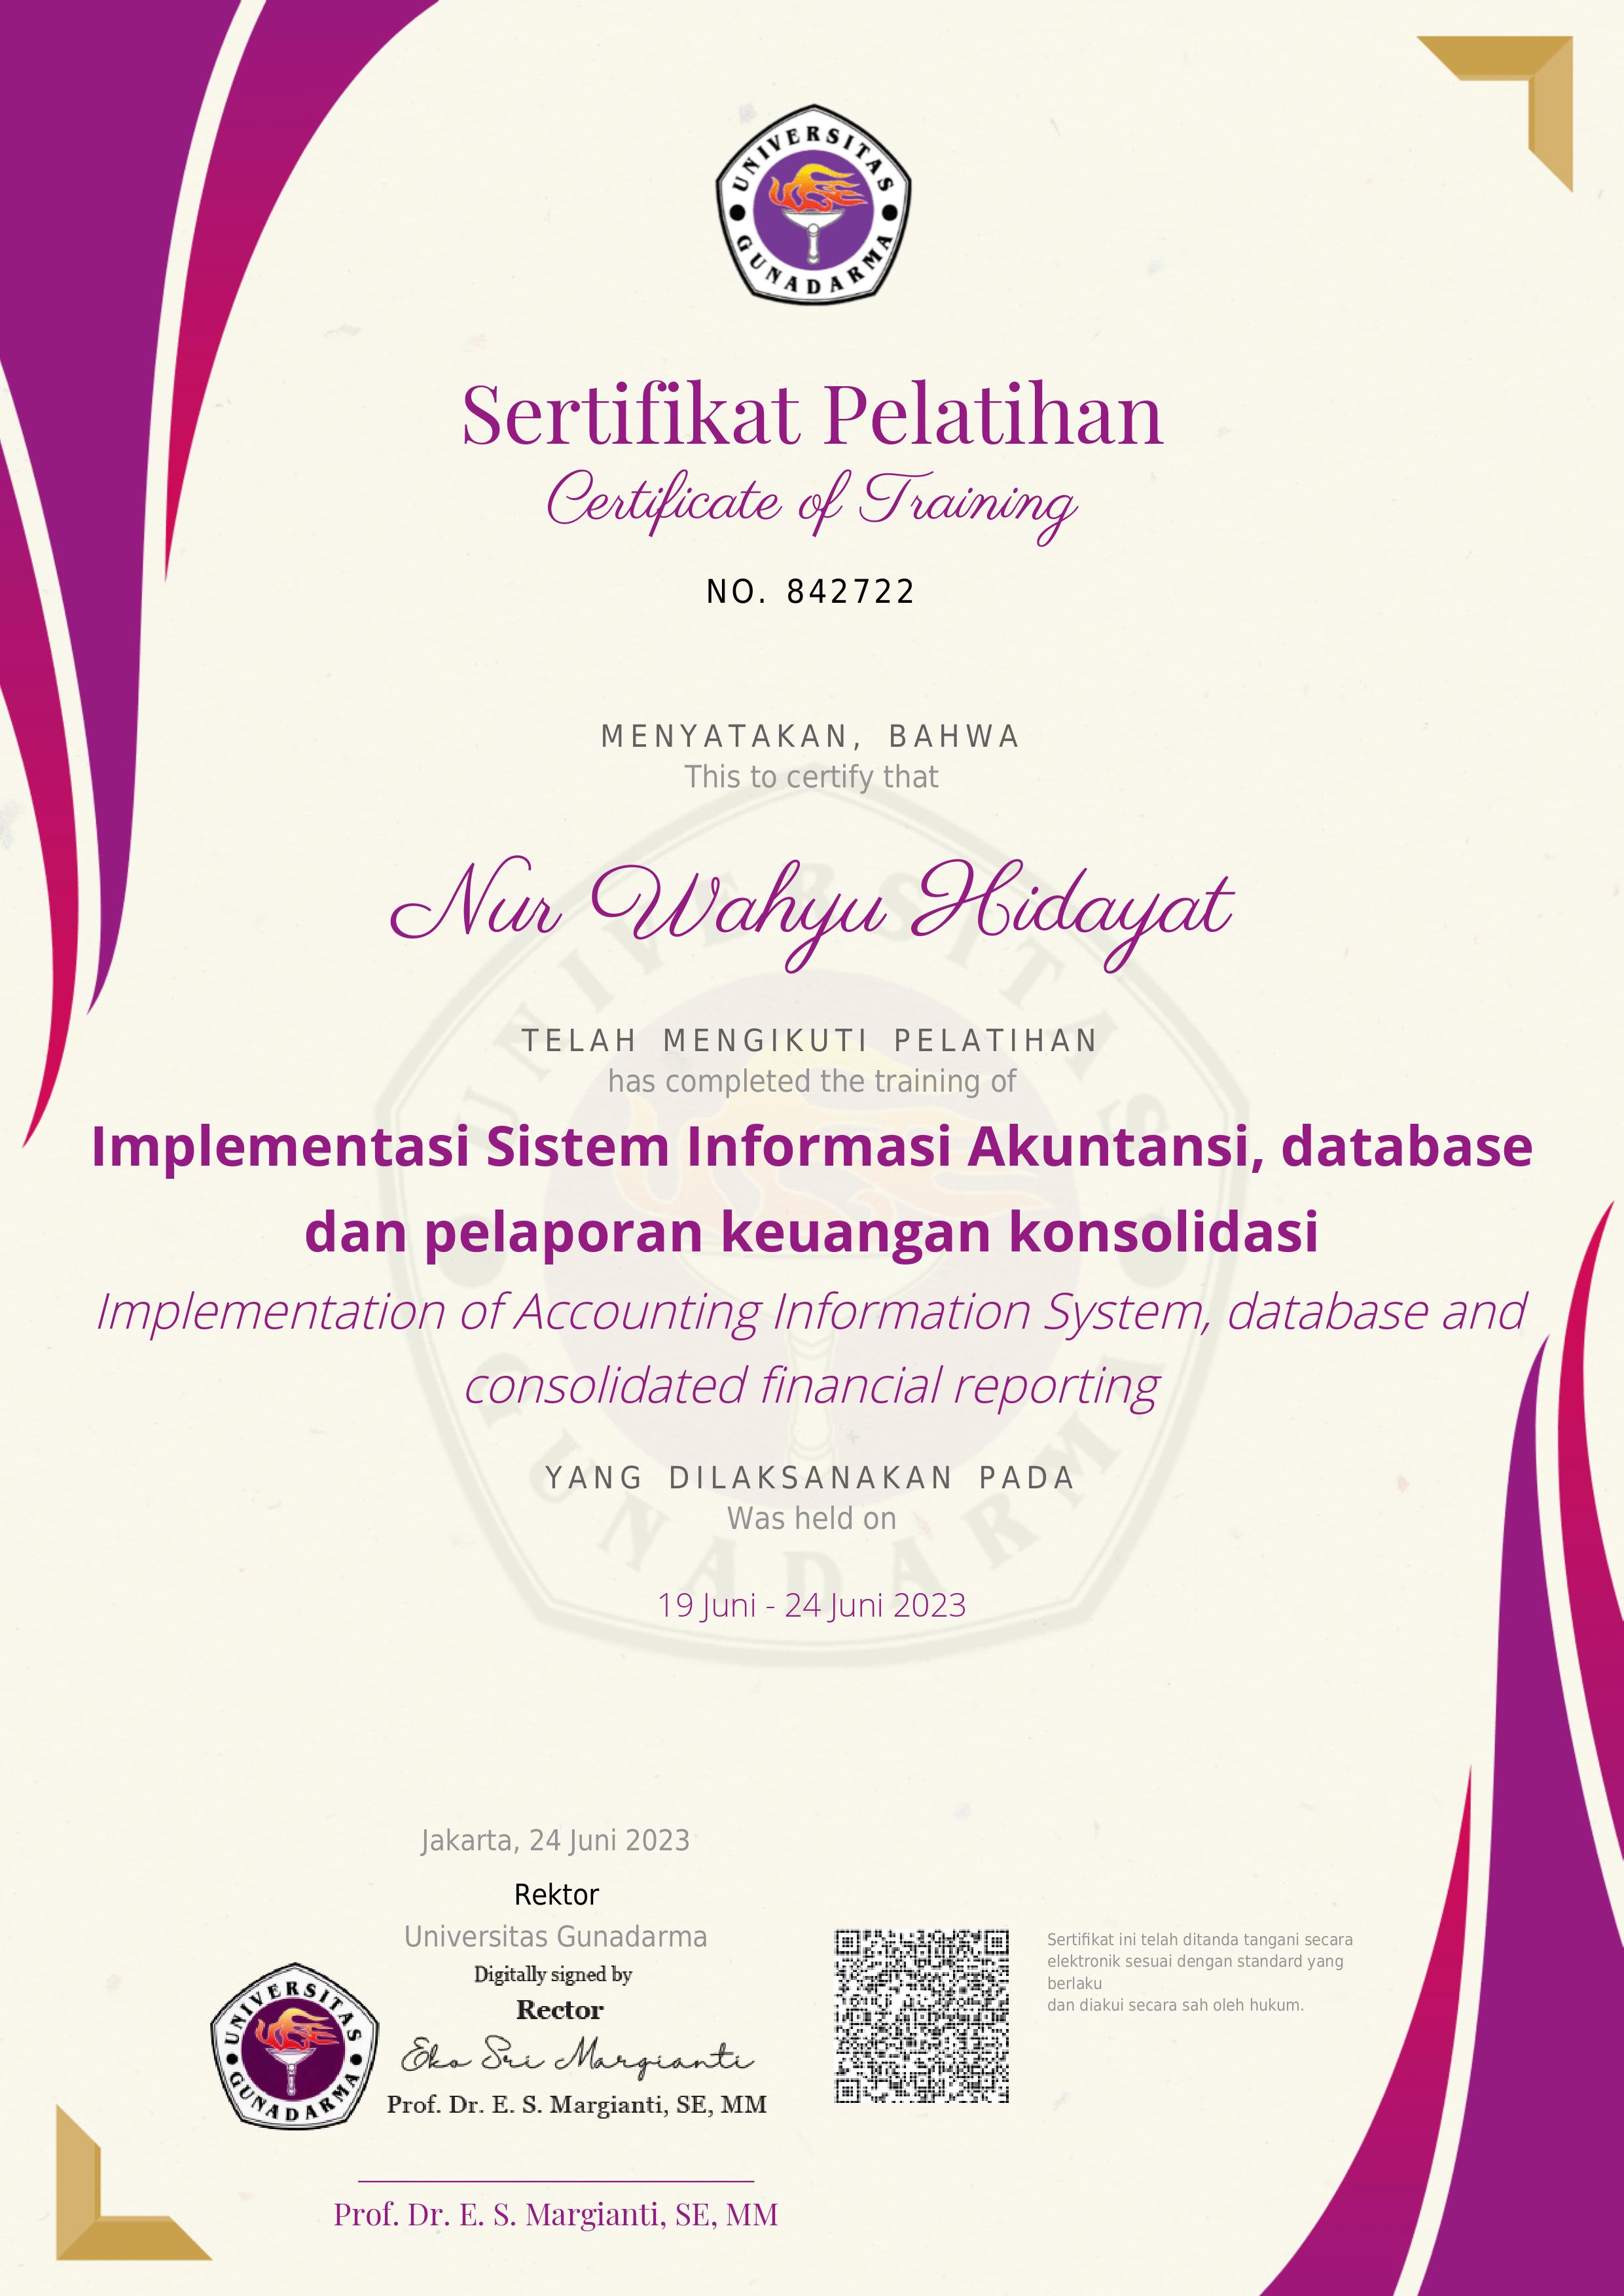 UNIVERSITAS
GUNADARMA
Sertifikat Pelatihan
Certificate of Training
NO. 842722
MENYATAKAN, BAHWA
This to certify that
Nur Wahyu Hidayat
TELAH MENGIKUTI PELATIHAN
has completed the training of
Implementasi Sistem Informasi Akuntansi, database
dan pelaporan keuangan konsolidasi
Implementation of Accounting Information System, database and
consolidated financial reporting
YANG DILAKSANAKAN PADA
Was held on
19 Juni - 24 Juni 2023
UNIVERSITAS
GUNADARMA
Jakarta, 24 Juni 2023
Rektor
Universitas Gunadarma
Digitally signed by
Rector
Eko Sri Margianti
Prof. Dr. E. S. Margianti, SE, MM
UNIVERSITAS
GUNADARMA
Prof. Dr. E. S. Margianti, SE, MM
Sertifikat ini telah ditanda tangani secara
elektronik sesuai dengan standard yang
berlaku
dan diakui secara sah oleh hukum.